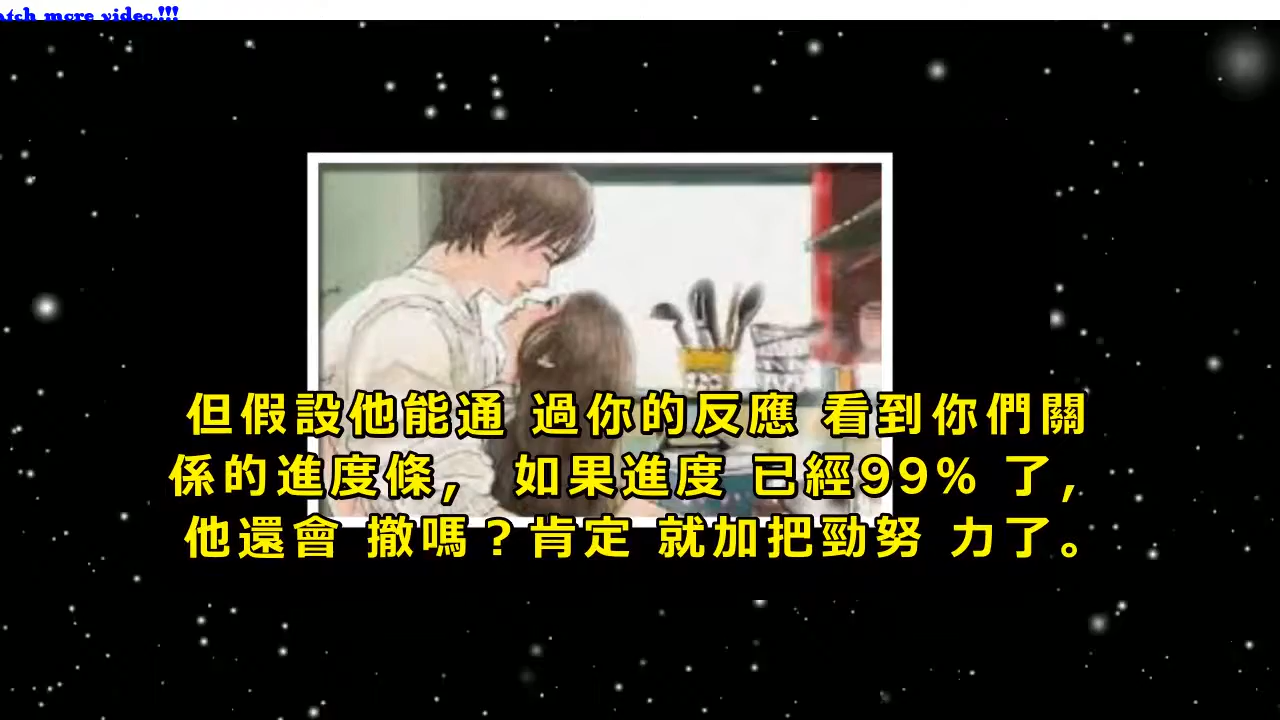 atch more video.!!!
但假設他能通 過你的反應 看到你們關
係的進度條， 如果進度 已經99% 了，
他還會 撤嗎？肯定 就加把勁努 力了。